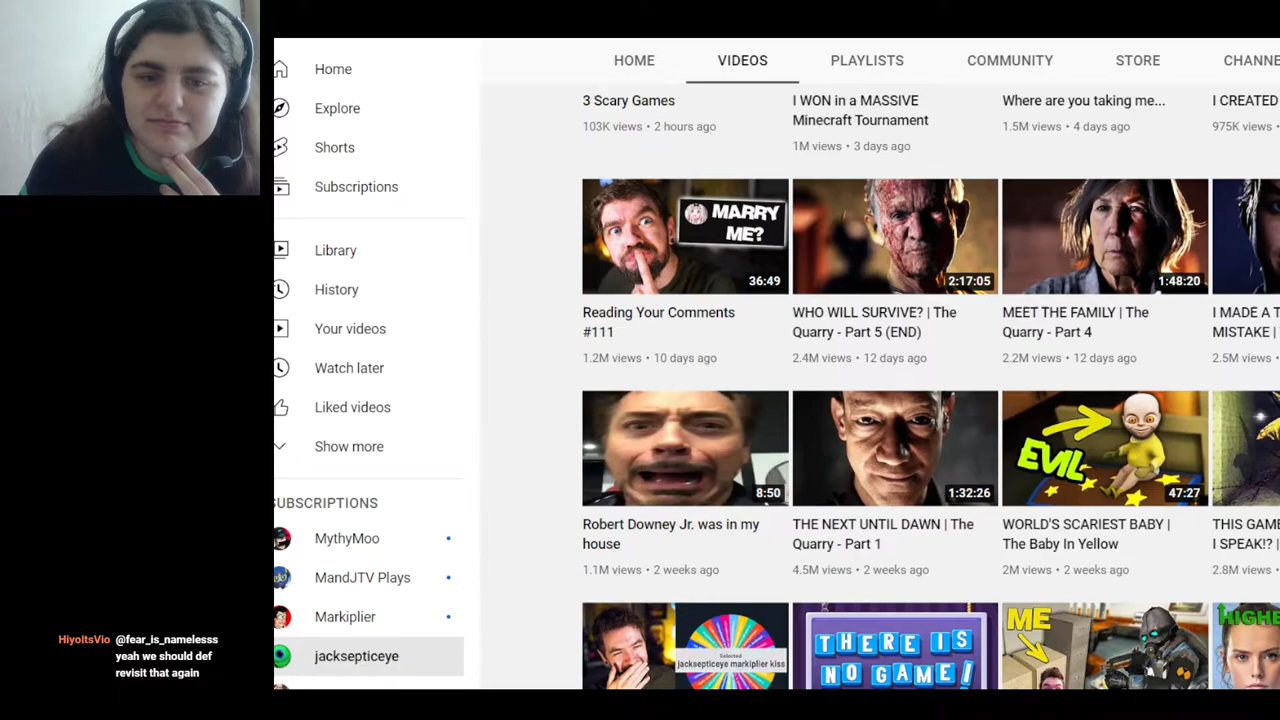 Home
Explore
Shorts
Subscriptions
Library
History
Your videos
Watch later
Liked videos
Show more
SUBSCRIPTIONS
MythyMoo
MandJTV Plays
Markiplier
jacksepticeye
HOME
VIDEOS
PLAYLISTS
COMMUNITY
STORE
CHANNE
3 Scary Games
103K views • 2 hours ago
I WON in a MASSIVE
Minecraft Tournament
1M views • 3 days ago
Where are you taking me...
1.5M views • 4 days ago
I CREATED
975K views
MARRY
ME?
36:49
Reading Your Comments
#111
1.2M views • 10 days ago
2:17:05
WHO WILL SURVIVE? | The
Quarry - Part 5 (END)
2.4M views • 12 days ago
1:48:20
MEET THE FAMILY | The
Quarry - Part 4
2.2M views • 12 days ago
I MADE A T
MISTAKE |
2.5M views
8:50
Robert Downey Jr. was in my
house
1.1M views • 2 weeks ago
1:32:26
THE NEXT UNTIL DAWN | The
Quarry - Part 1
4.5M views • 2 weeks ago
EVIL
47:27
WORLD'S SCARIEST BABY |
The Baby In Yellow
2M views • 2 weeks ago
THIS GAM
I SPEAK!? |
2.8M views
Selected
jacksepticeye markiplier kiss
THERE IS
NO GAME!
ME
HIGHE
HiyoItsVio @fear_is_namelesss
yeah we should def
revisit that again